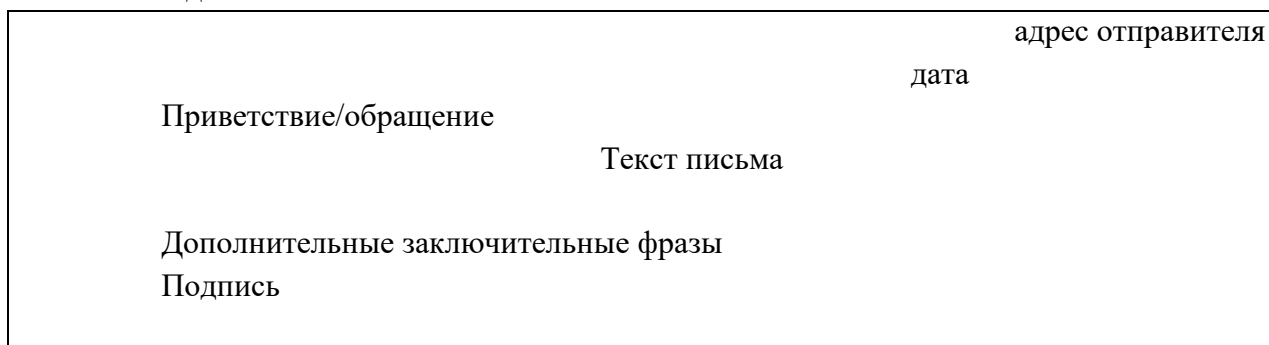 адрес отправителя
дата
Приветствие/обращение
Текст письма
Дополнительные заключительные фразы
Подпись